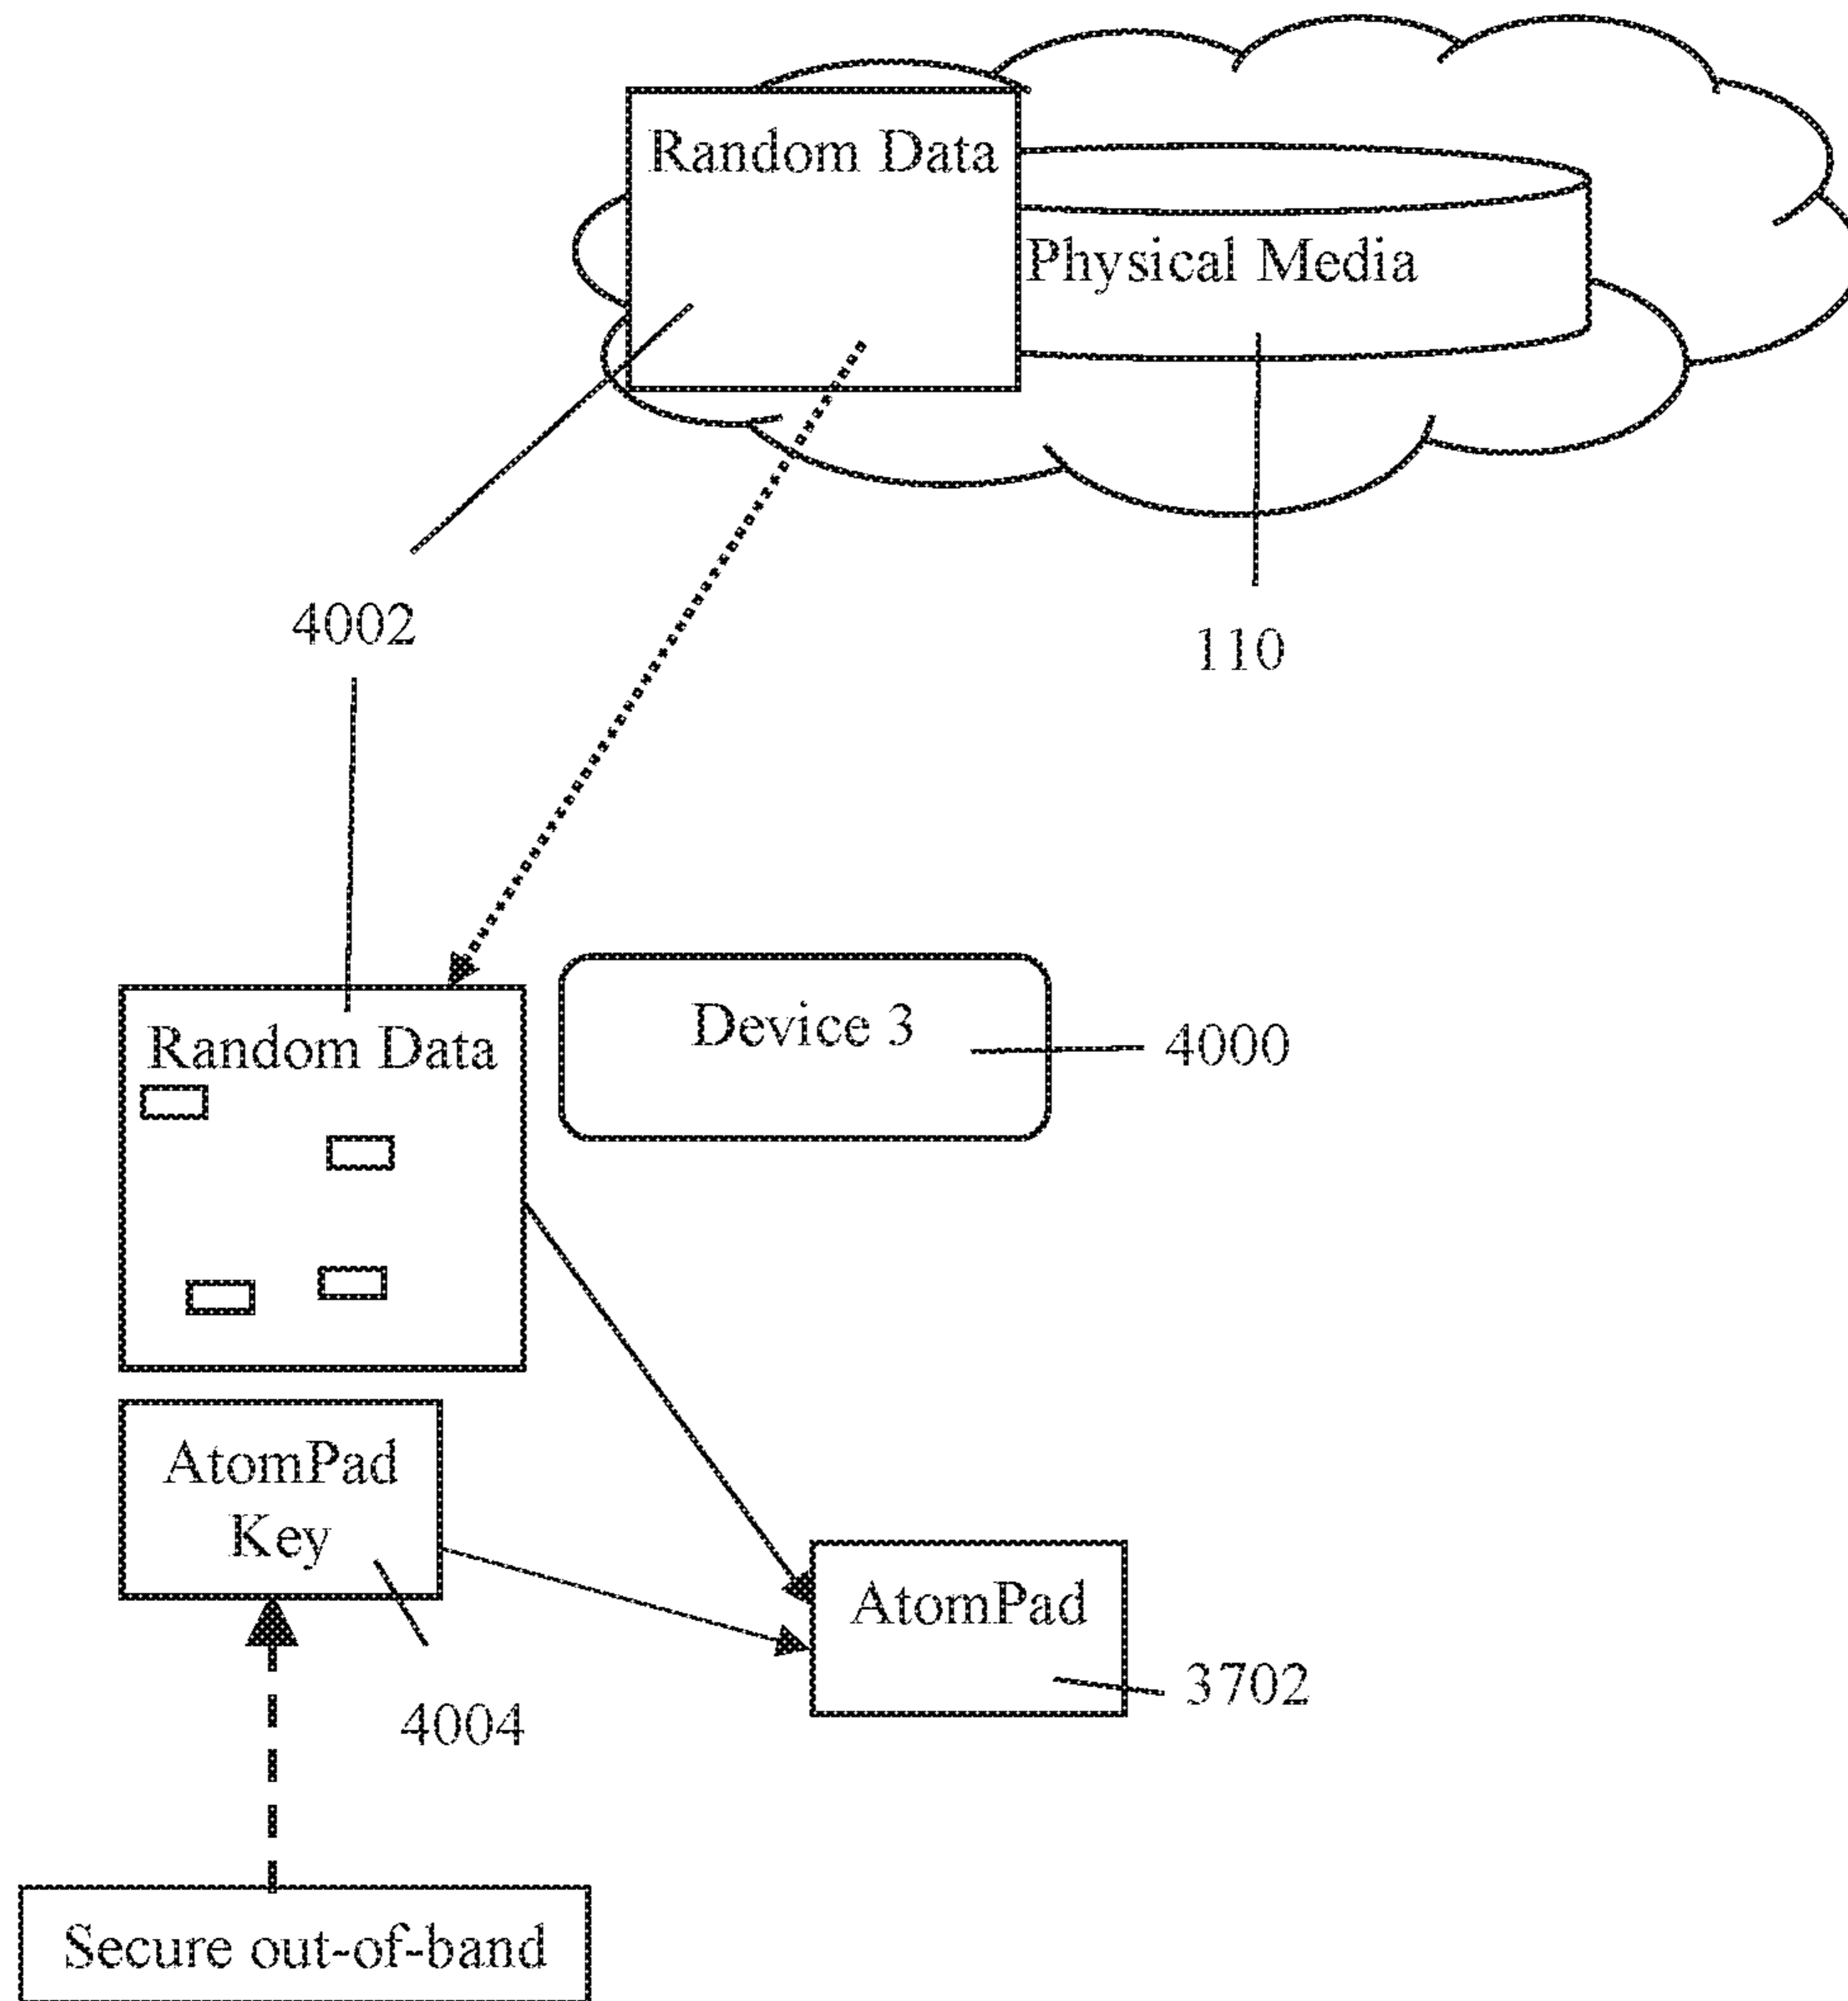 Random Data
Physical Media
4002
110
Random Data
Device 3
4000
AtomPad
Key
AtomPad
3702
4004
Secure out-of-band